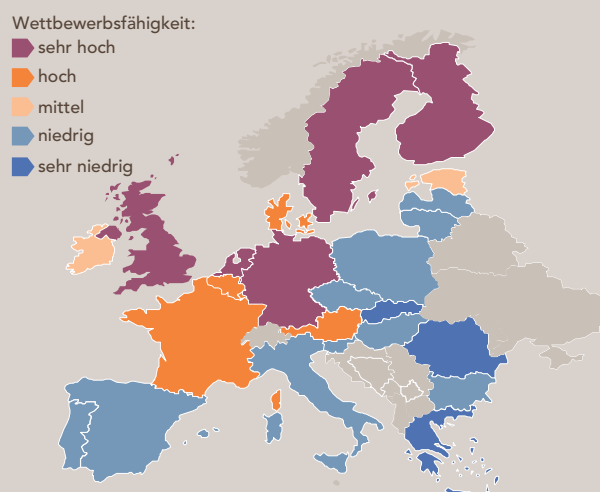 Wettbewerbsfähigkeit:
sehr hoch
hoch
mittel
niedrig
sehr niedrig